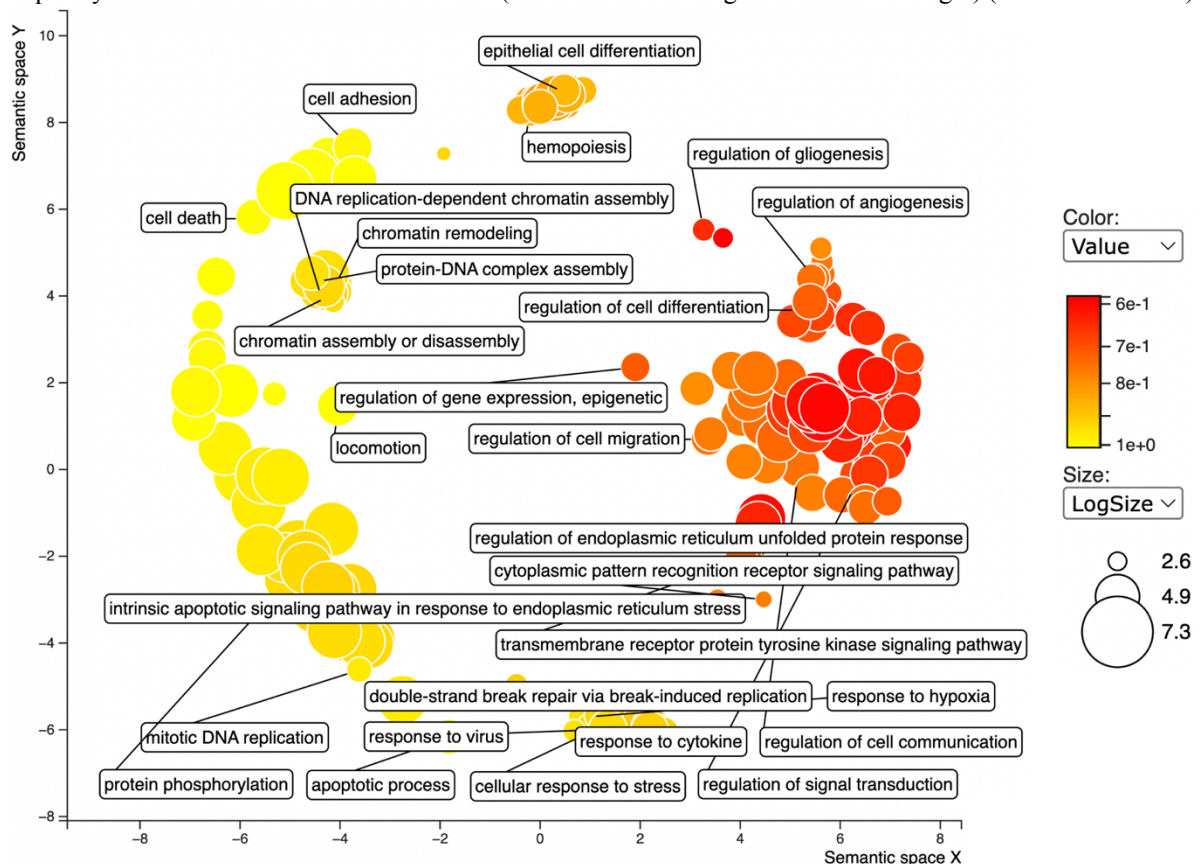 Semantic space Y
10
8
6
4
2
0
−2
−4
−6
−8
epithelial cell differentiation
cell adhesion
hemopoiesis
regulation of gliogenesis
DNA replication-dependent chromatin assembly
regulation of angiogenesis
cell death
chromatin remodeling
protein-DNA complex assembly
regulation of cell differentiation
chromatin assembly or disassembly
regulation of gene expression, epigenetic
regulation of cell migration
locomotion
regulation of endoplasmic reticulum unfolded protein response
cytoplasmic pattern recognition receptor signaling pathway
intrinsic apoptotic signaling pathway in response to endoplasmic reticulum stress
transmembrane receptor protein tyrosine kinase signaling pathway
double-strand break repair via break-induced replication
response to hypoxia
mitotic DNA replication
response to virus
response to cytokine
regulation of cell communication
protein phosphorylation
apoptotic process
cellular response to stress
regulation of signal transduction
−8
−6
−4
−2
0
2
4
6
8
Semantic space X
Color:
Value
6e-1
7e-1
8e-1
1e+0
Size:
LogSize
2.6
4.9
7.3